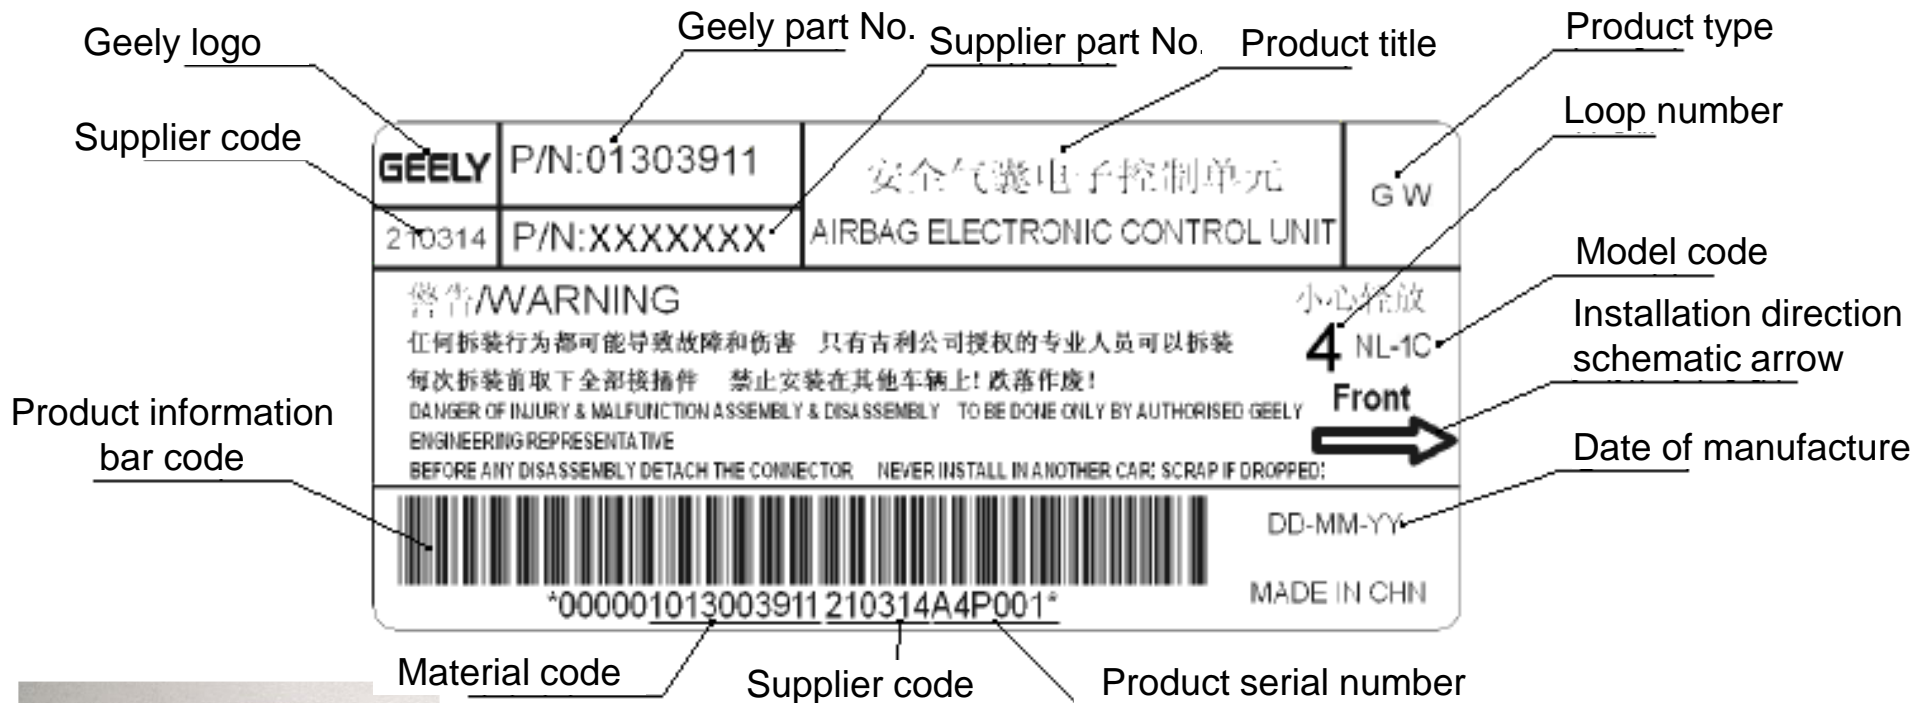 Geely logo
Geely part No.
Supplier part No.
Product title
Product type
Supplier code
Loop number
GEELY
P/N:01303911
安全气囊电子控制单元
G W
210314
P/N:XXXXXXX
AIRBAG ELECTRONIC CONTROL UNIT
Model code
警告/WARNING
小心轻放
Installation direction
schematic arrow
任何拆装行为都可能导致故障和伤害 只有吉利公司授权的专业人员可以拆装
4 NL-1C
每次拆装前取下全部接插件 禁止安装在其他车辆上! 跌落作废!
Front
DANGER OF INJURY & MALFUNCTION ASSEMBLY & DISASSEMBLY TO BE DONE ONLY BY AUTHORISED GEELY
ENGINEERING REPRESENTATIVE
BEFORE ANY DISASSEMBLY DETACH THE CONNECTOR NEVER INSTALL IN ANOTHER CAR! SCRAP IF DROPPED!
Product information
bar code
Date of manufacture
DD-MM-YY
MADE IN CHN
*000001013003911210314A4P001*
Material code
Supplier code
Product serial number